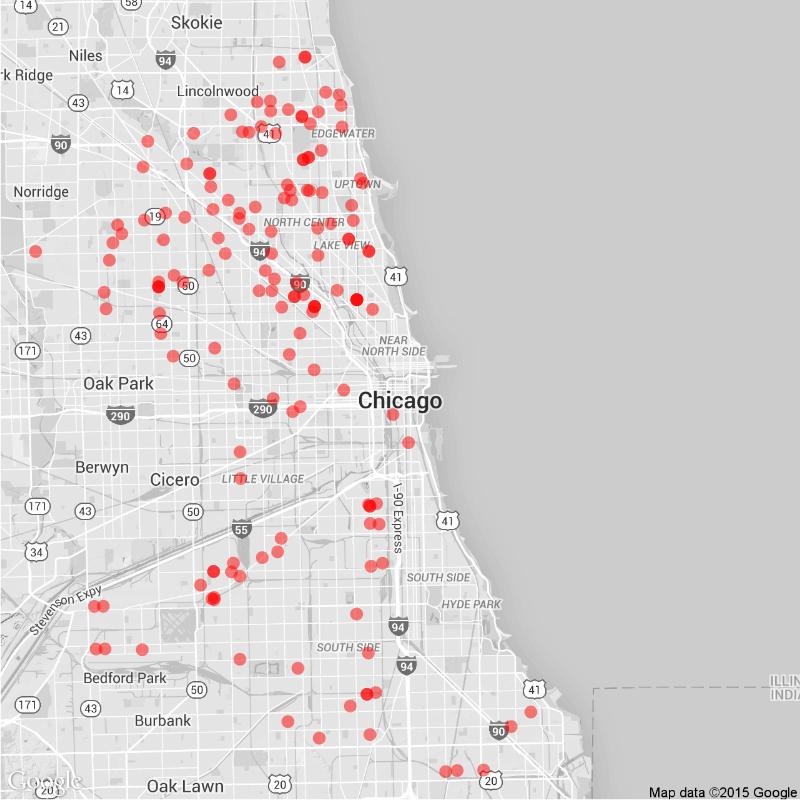 14
58
21
Skokie
Niles
94
rk Ridge
14
Lincolnwood
43
41
EDGEWATER
90
UPTOWN
Norridge
19
NORTH CENTER
LAKE VIEW
94
41
90
50
64
NEAR
NORTH SIDE
43
171
50
Oak Park
Chicago
290
290
Berwyn
Cicero
LITTLE VILLAGE
171
43
50
I-90 Express
41
55
34
SOUTH SIDE
Stevenson Expy
HYDE PARK
94
SOUTH SIDE
94
Bedford Park
ILLIN
INDIA
50
41
171
43
Burbank
90
Google
20
Oak Lawn
20
20
Map data ©2015 Google